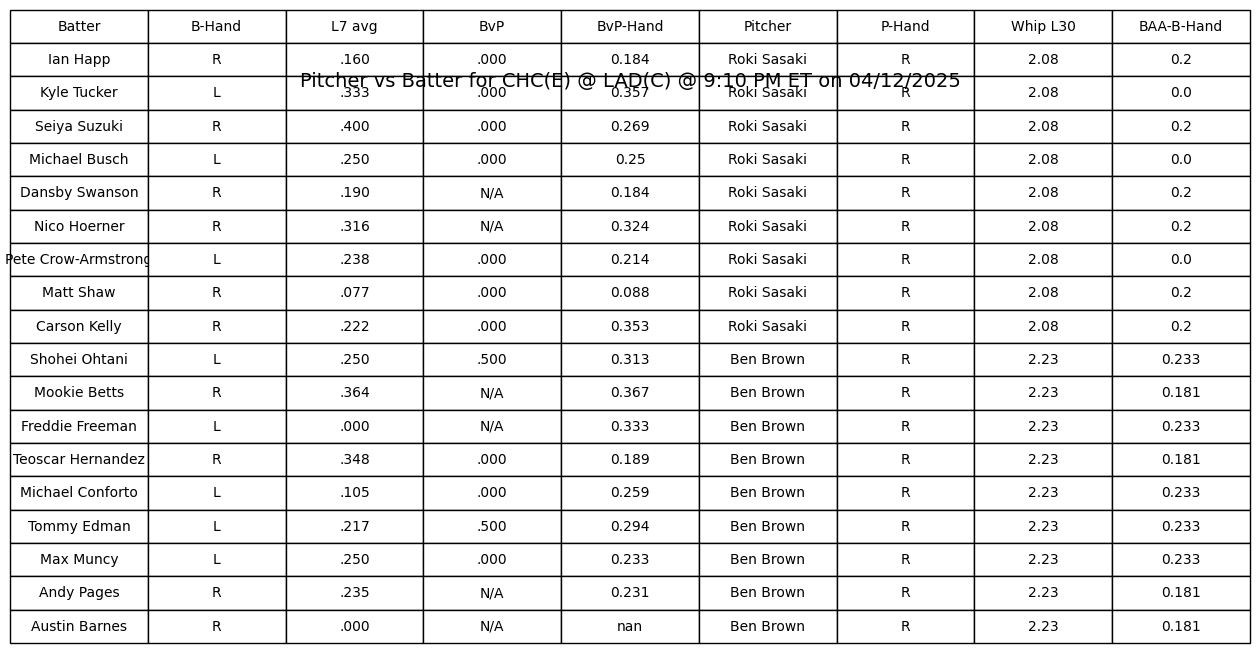 Batter B-Hand L7 avg BvP BvP-Hand Pitcher P-Hand Whip L30 BAA-B-Hand
Ian Happ R .160 .000 0.184 Roki Sasaki R 2.08 0.2
Pitcher vs Batter for CHC(E) @ LAD(C) @ 9:10 PM ET on 04/12/2025
Kyle Tucker L .333 .000 0.357 Roki Sasaki R 2.08 0.0
Seiya Suzuki R .400 .000 0.269 Roki Sasaki R 2.08 0.2
Michael Busch L .250 .000 0.25 Roki Sasaki R 2.08 0.0
Dansby Swanson R .190 N/A 0.184 Roki Sasaki R 2.08 0.2
Nico Hoerner R .316 N/A 0.324 Roki Sasaki R 2.08 0.2
Pete Crow-Armstrong L .238 .000 0.214 Roki Sasaki R 2.08 0.0
Matt Shaw R .077 .000 0.088 Roki Sasaki R 2.08 0.2
Carson Kelly R .222 .000 0.353 Roki Sasaki R 2.08 0.2
Shohei Ohtani L .250 .500 0.313 Ben Brown R 2.23 0.233
Mookie Betts R .364 N/A 0.367 Ben Brown R 2.23 0.181
Freddie Freeman L .000 N/A 0.333 Ben Brown R 2.23 0.233
Teoscar Hernandez R .348 .000 0.189 Ben Brown R 2.23 0.181
Michael Conforto L .105 .000 0.259 Ben Brown R 2.23 0.233
Tommy Edman L .217 .500 0.294 Ben Brown R 2.23 0.233
Max Muncy L .250 .000 0.233 Ben Brown R 2.23 0.233
Andy Pages R .235 N/A 0.231 Ben Brown R 2.23 0.181
Austin Barnes R .000 N/A nan Ben Brown R 2.23 0.181